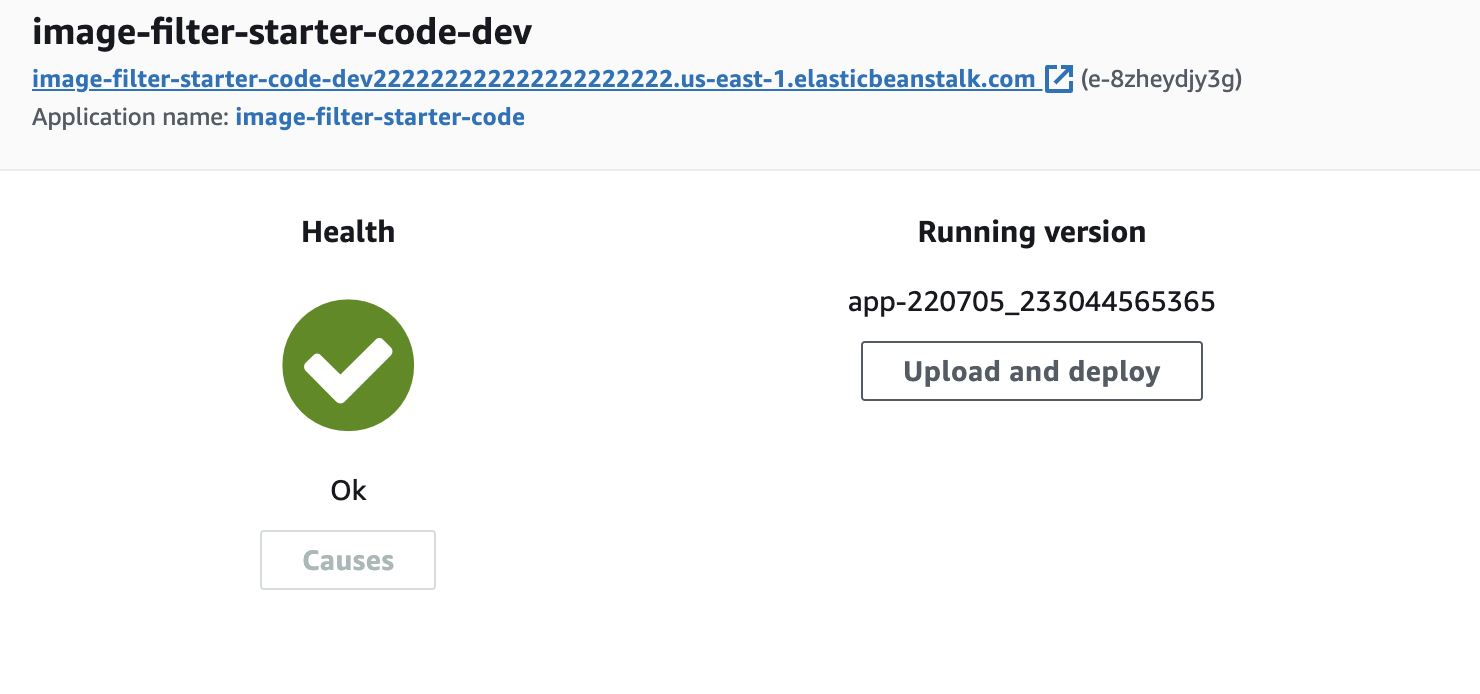 image-filter-starter-code-dev
image-filter-starter-code-dev222222222222222222222.us-east-1.elasticbeanstalk.com (e-8zheydjy3g)
Application name: image-filter-starter-code
Health
Running version
app-220705_233044565365
Upload and deploy
Ok
Causes